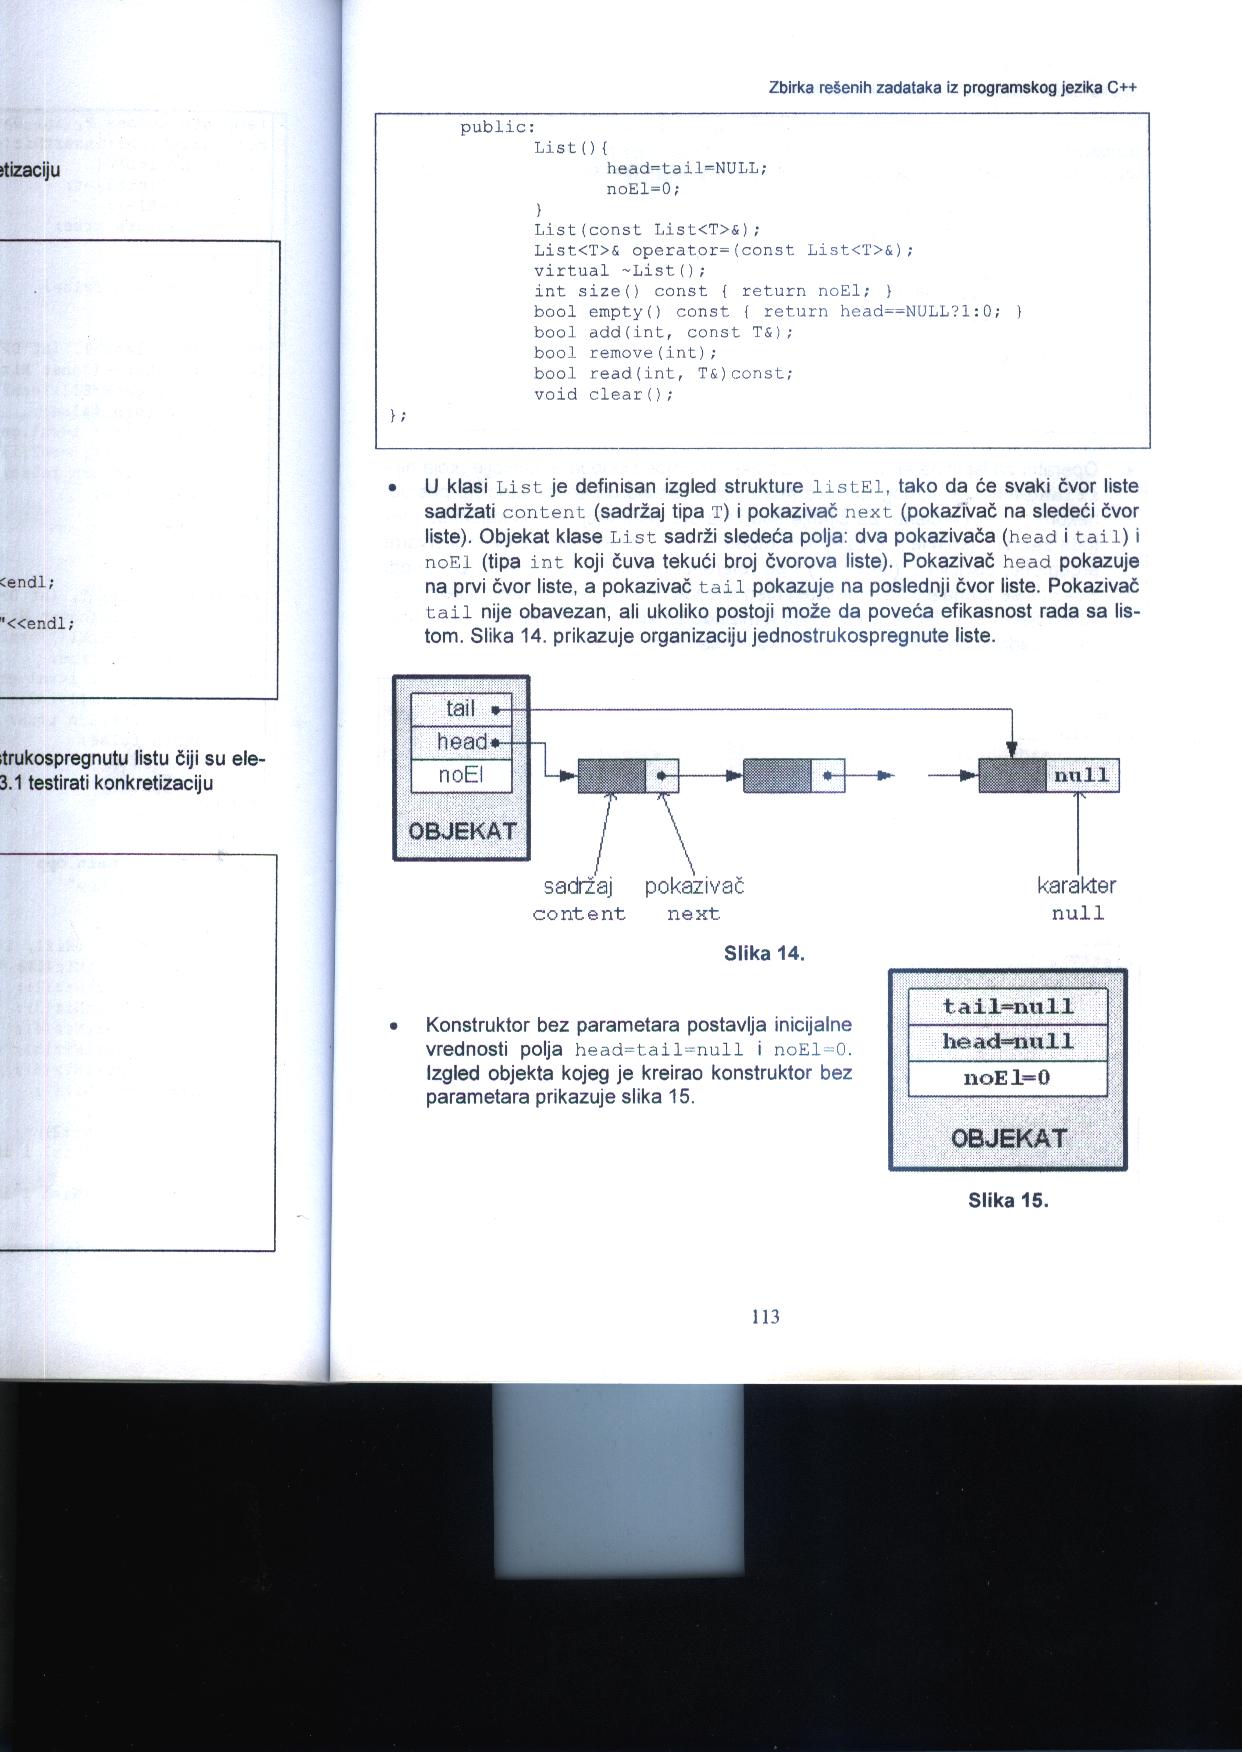 etizaciju
<endl;
"<<endl;
strukospregnutu listu čiji su ele-
3.1 testirati konkretizaciju
Zbirka rešenih zadataka iz programskog jezika C++
public:
List(){
head=tail=NULL;
noEl=0;
}
List(const List<T>&);
List<T>& operator=(const List<T>&);
virtual ~List();
int size() const { return noEl; }
bool empty() const { return head==NULL?1:0; }
bool add(int, const T&);
bool remove(int);
bool read(int, T&)const;
void clear();
};
• U klasi List je definisan izgled strukture listEl, tako da će svaki čvor liste
sadržati content (sadržaj tipa T) i pokazivač next (pokazivač na sledeći čvor
liste). Objekat klase List sadrži sledeća polja: dva pokazivača (head i tail) i
noEl (tipa int koji čuva tekući broj čvorova liste). Pokazivač head pokazuje
na prvi čvor liste, a pokazivač tail pokazuje na poslednji čvor liste. Pokazivač
tail nije obavezan, ali ukoliko postoji može da poveća efikasnost rada sa lis-
tom. Slika 14. prikazuje organizaciju jednostrukospregnute liste.
tail
head
noEl
OBJEKAT
null
sadržaj pokazivač karakter
content next null
Slika 14.
• Konstruktor bez parametara postavlja inicijalne
vrednosti polja head=tail=null i noEl=0.
Izgled objekta kojeg je kreirao konstruktor bez
parametara prikazuje slika 15.
tail=null
head=null
noEl=0
OBJEKAT
Slika 15.
113